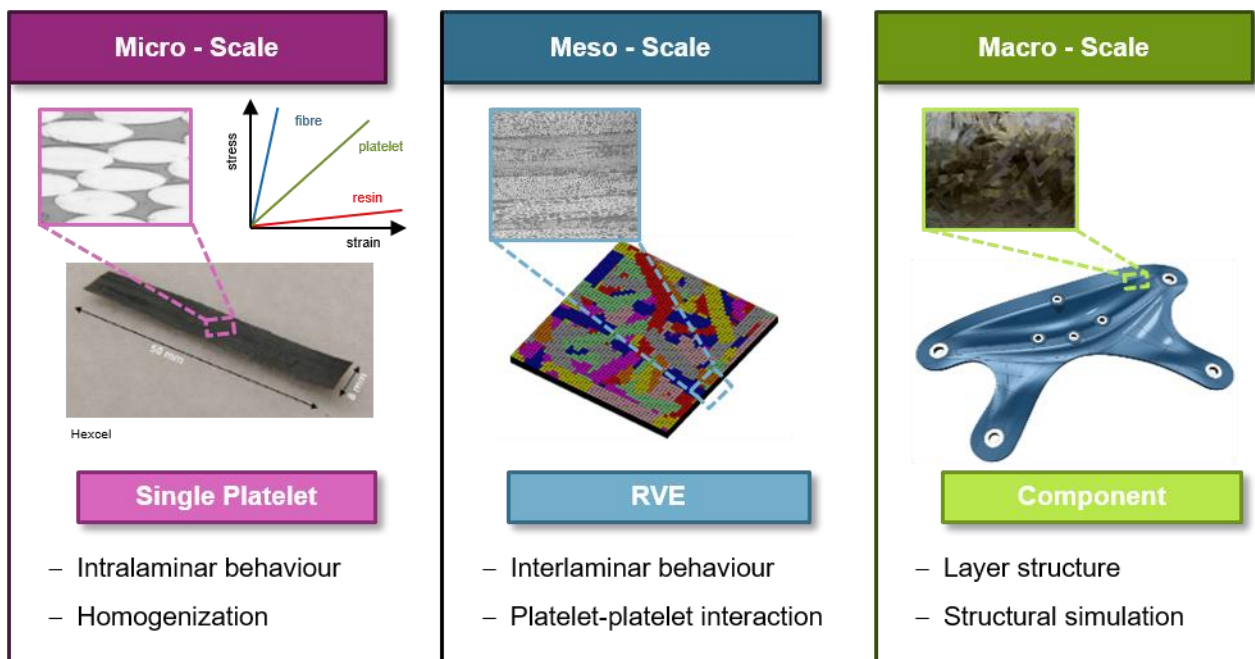 Micro - Scale
stress
fibre
platelet
resin
strain
50 mm
8 mm
Hexcel
Single Platelet
– Intralaminar behaviour
– Homogenization
Meso - Scale
RVE
– Interlaminar behaviour
– Platelet-platelet interaction
Macro - Scale
Component
– Layer structure
– Structural simulation